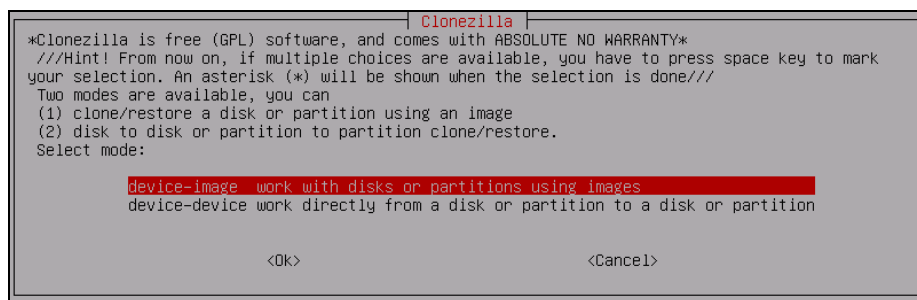 Clonezilla
*Clonezilla is free (GPL) software, and comes with ABSOLUTE NO WARRANTY*
///Hint! From now on, if multiple choices are available, you have to press space key to mark
your selection. An asterisk (*) will be shown when the selection is done///
Two modes are available, you can
(1) clone/restore a disk or partition using an image
(2) disk to disk or partition to partition clone/restore.
Select mode:
device-image work with disks or partitions using images
device-device work directly from a disk or partition to a disk or partition
<Ok> <Cancel>